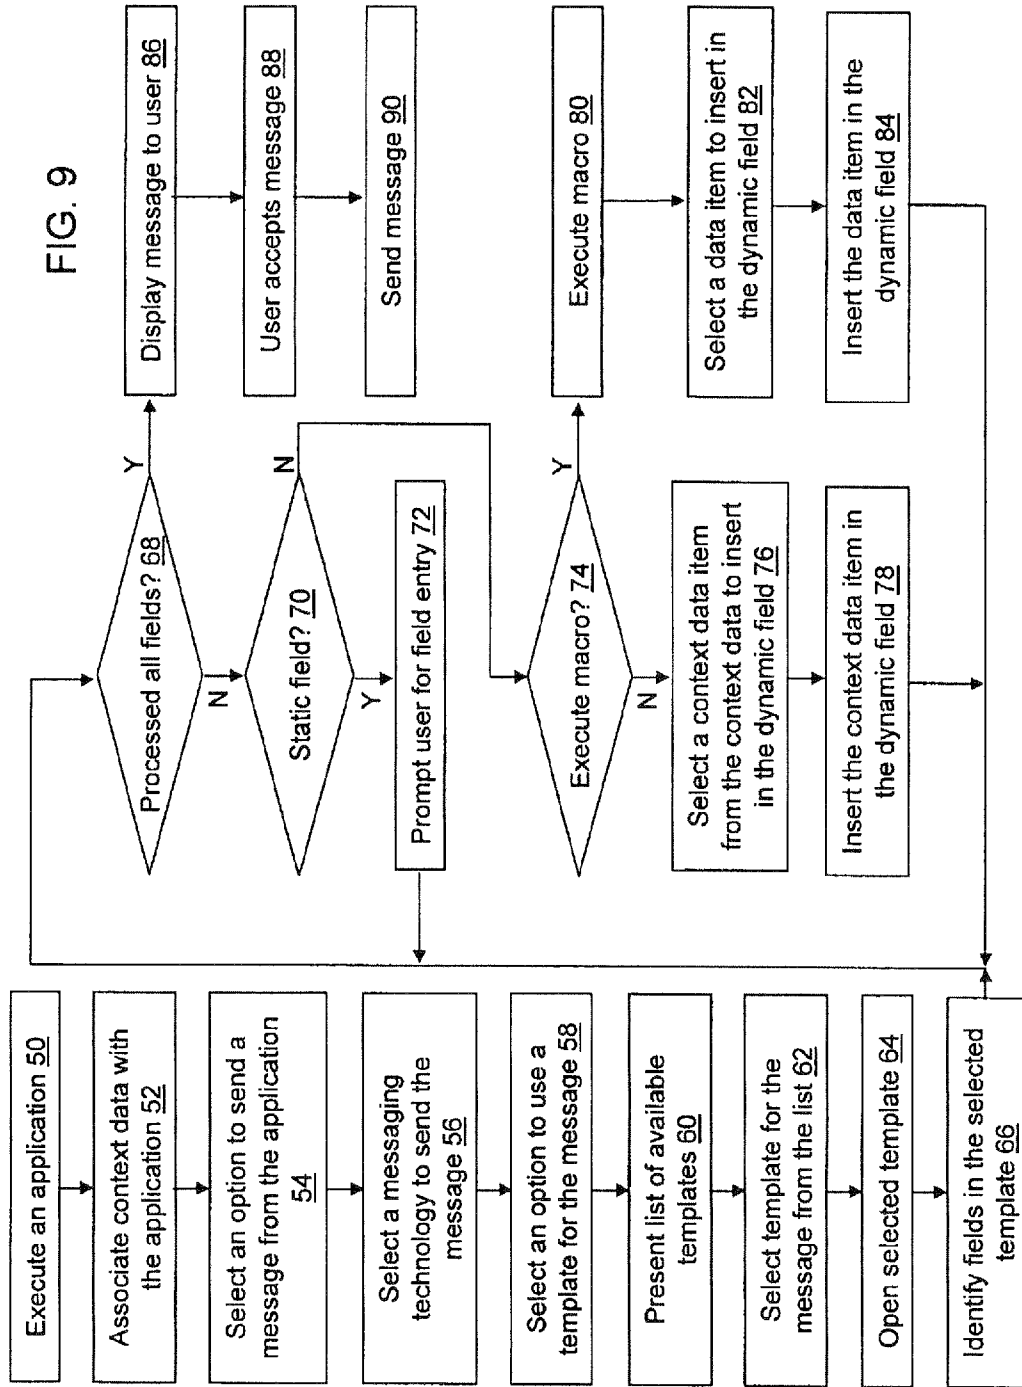 FIG. 9
Execute an application 50
Associate context data with
the application 52
Select an option to send a
message from the application
54
Select a messaging
technology to send the
message 56
Select an option to use a
template for the message 58
Present list of available
templates 60
Select template for the
message from the list 62
Open selected template 64
Identify fields in the selected
template 66
Processed all fields? 68
Y
N
Static field? 70
N
Y
Prompt user for field entry 72
Execute macro? 74
Y
N
Select a context data item
from the context data to insert
in the dynamic field 76
Insert the context data item in
the dynamic field 78
Display message to user 86
User accepts message 88
Send message 90
Execute macro 80
Select a data item to insert in
the dynamic field 82
Insert the data item in the
dynamic field 84